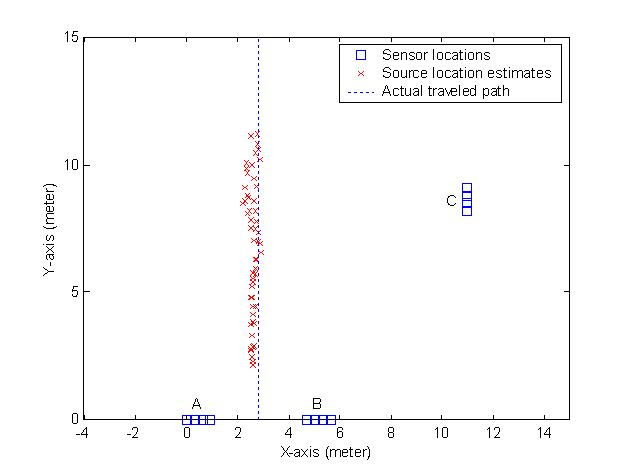 15
Sensor locations
Source location estimates
Actual traveled path
10
C
Y-axis (meter)
5
A
B
0
-4 -2 0 2 4 6 8 10 12 14
X-axis (meter)